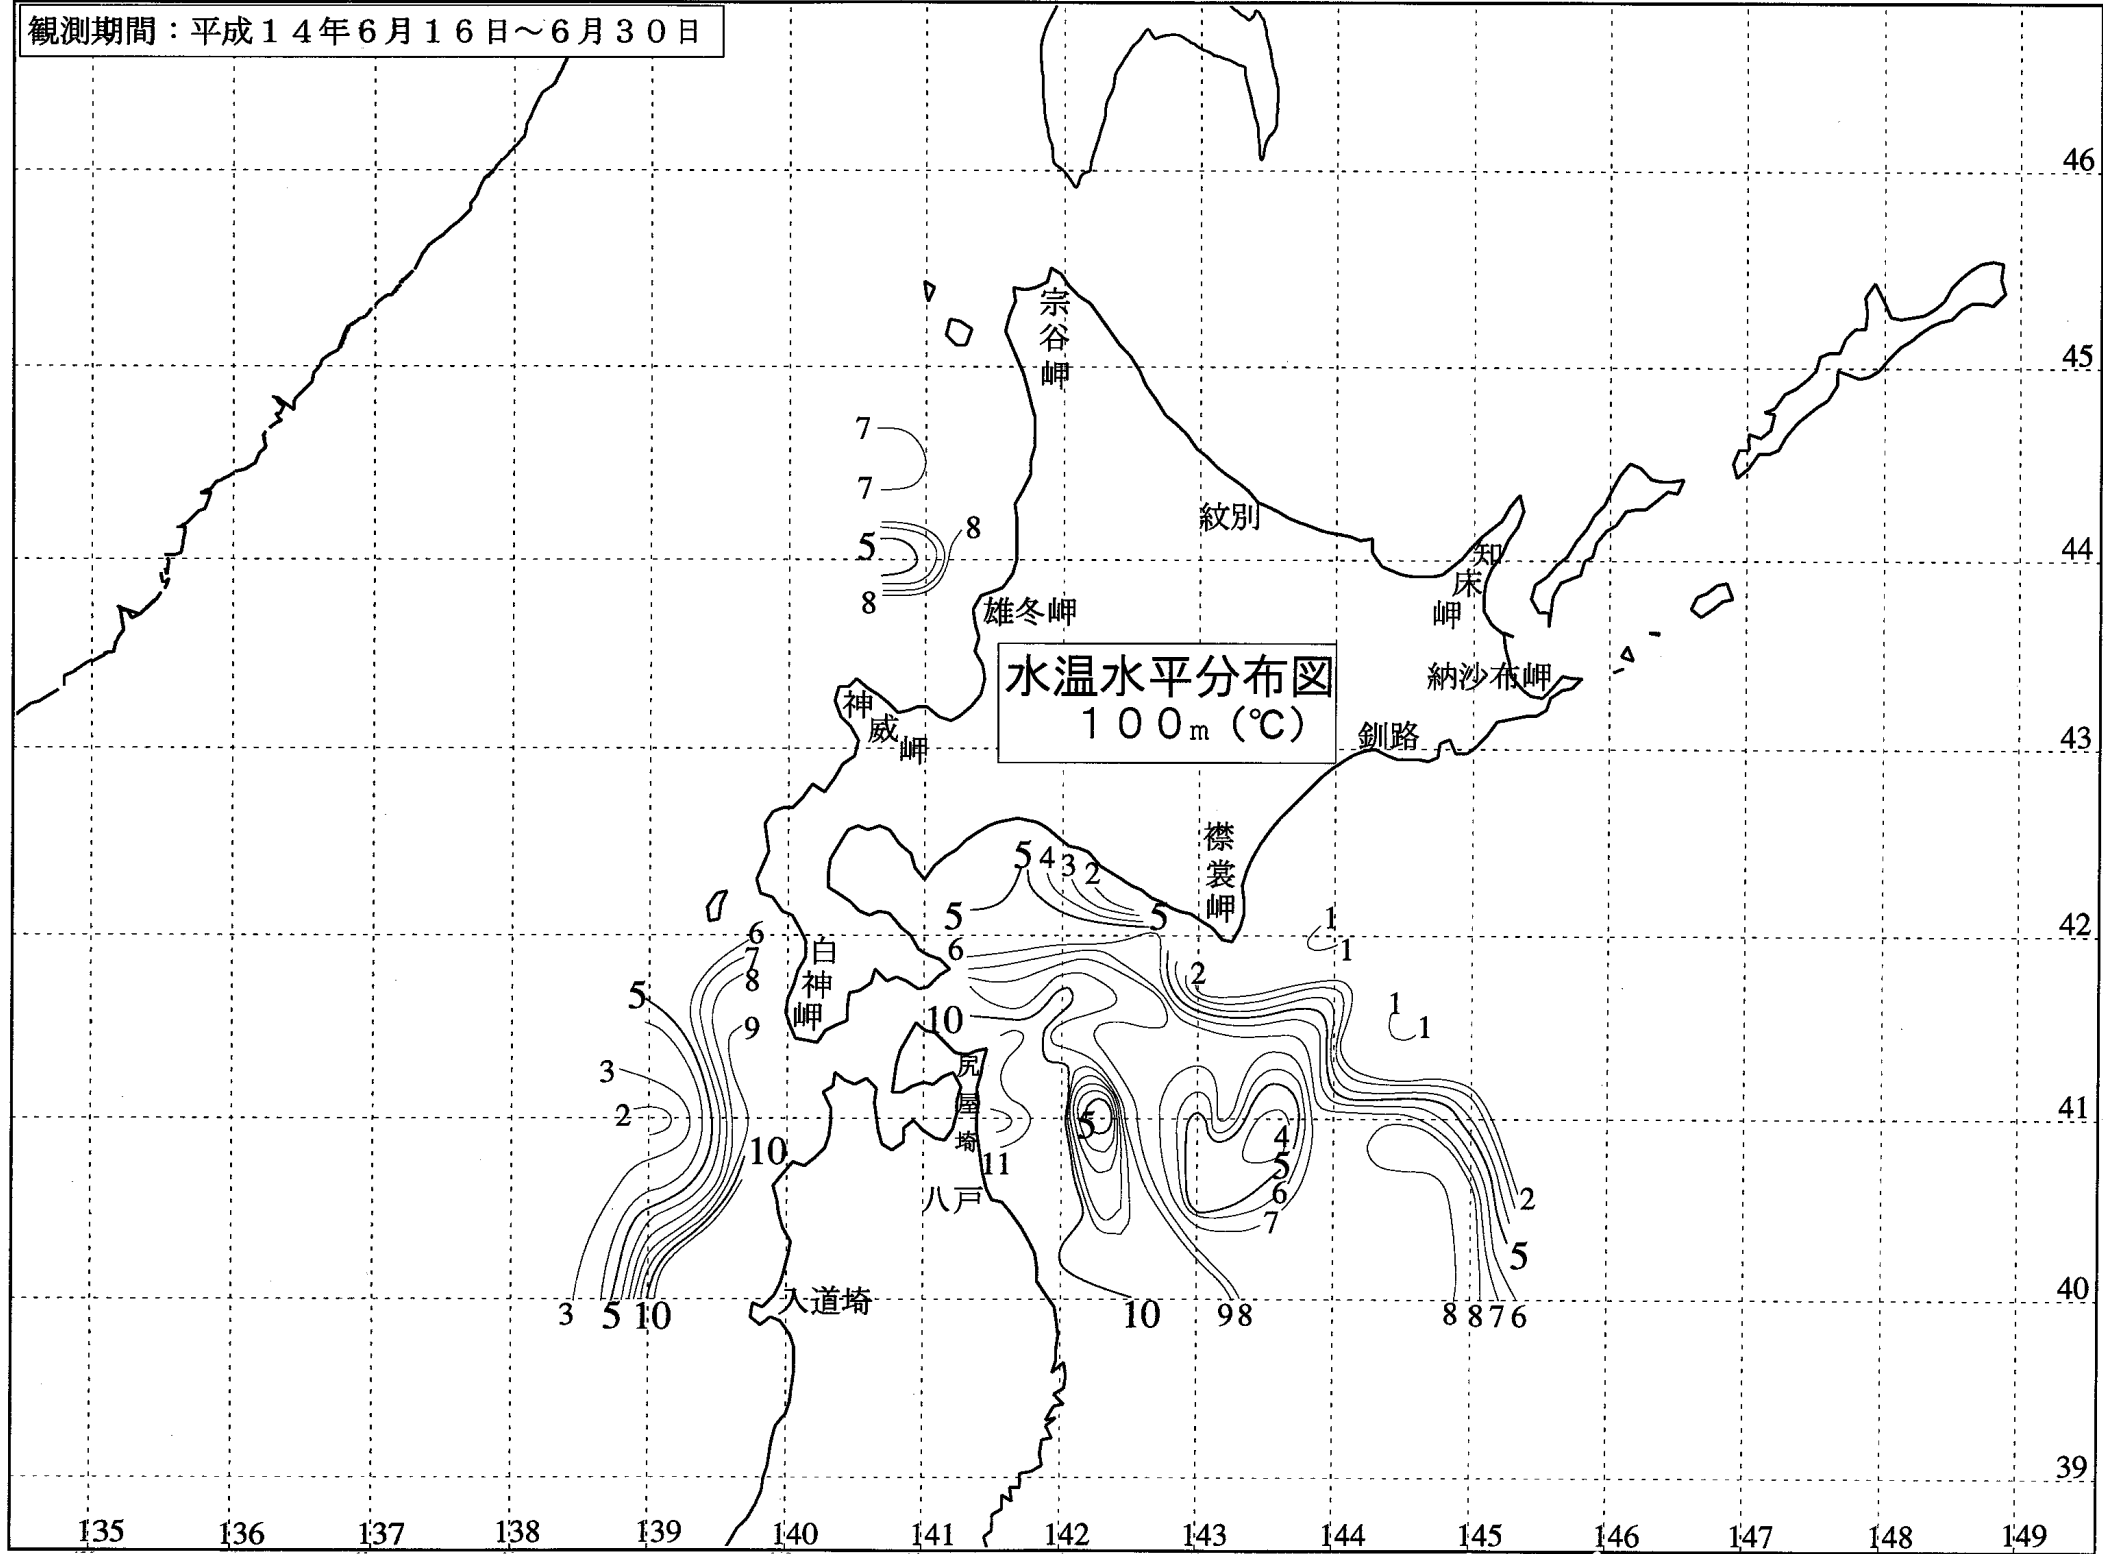 観測期間：平成１４年６月１６日～６月３０日
46
宗谷岬
45
7
紋別
7
8
5
44
知床岬
8
雄冬岬
水温水平分布図
１００m（℃）
納沙布岬
神威岬
釧路
43
襟裳岬
5 4 3 2
5
5
1
42
6
6
白神岬
1
7
8
2
5
1
10
9
1
尻屋埼
3
2
5
41
4
10
11
5
6
2
八戸
7
5
入道埼
40
3 5 10
10
9 8
8 8 7 6
39
135 136 137 138 139 140 141 142 143 144 145 146 147 148 149